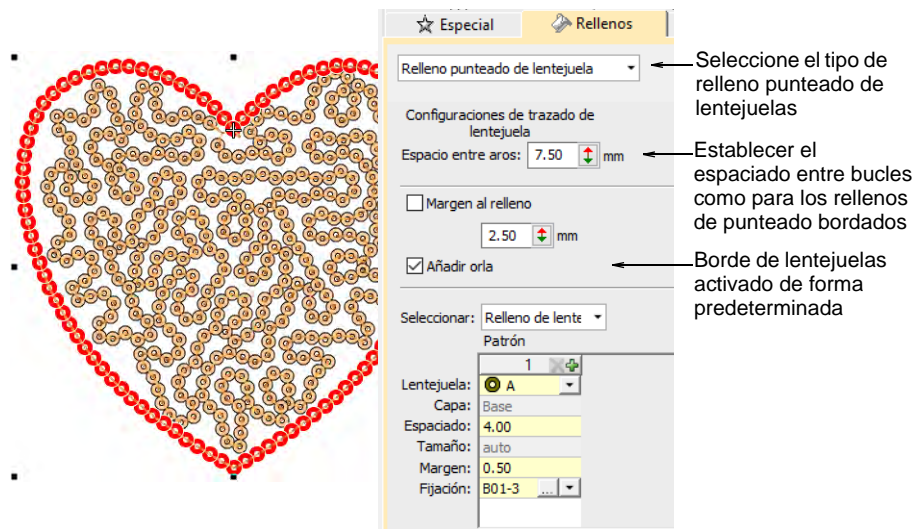 Especial
Rellenos
Relleno punteado de lentejuela
Configuraciones de trazado de
lentejuela
Espacio entre aros: 7.50 mm
Margen al relleno
2.50 mm
Añadir orla
Seleccionar: Relleno de lente
Patrón
1
Lentejuela: A
Capa: Base
Espaciado: 4.00
Tamaño: auto
Margen: 0.50
Fijación: B01-3 ...
Seleccione el tipo de
relleno punteado de
lentejuelas
Establecer el
espaciado entre bucles
como para los rellenos
de punteado bordados
Borde de lentejuelas
activado de forma
predeterminada